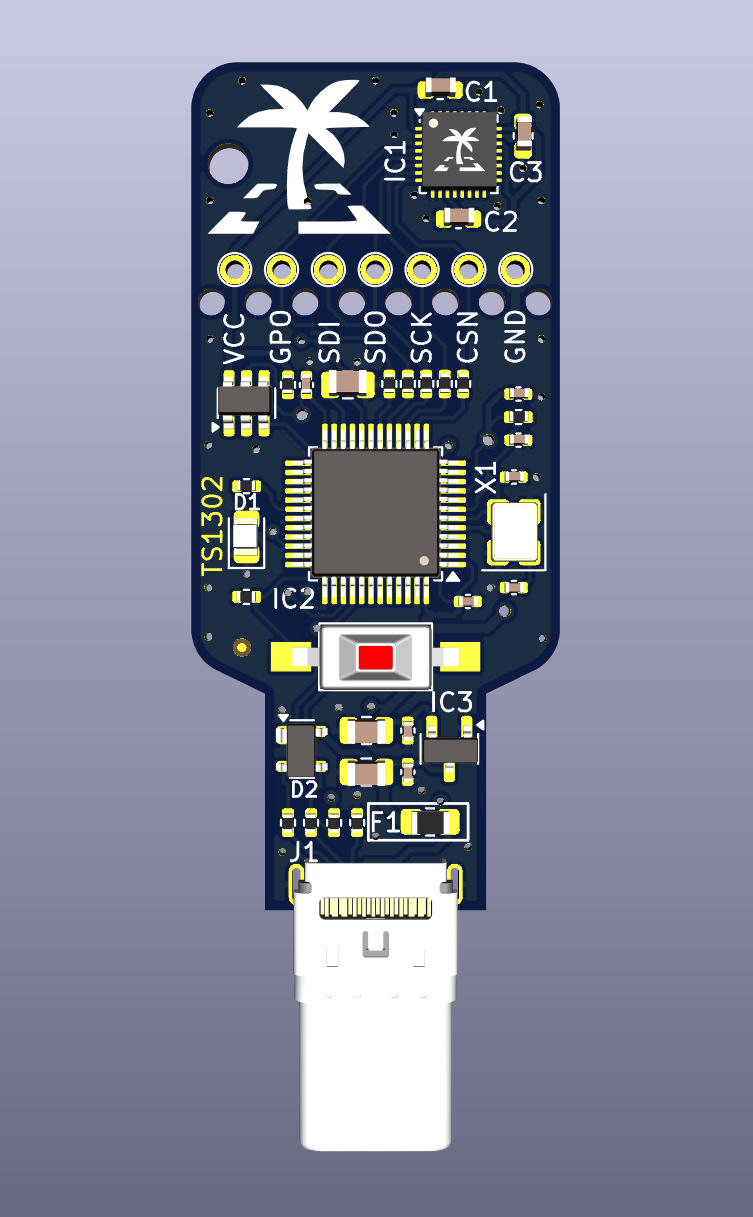 C1
IC1
C3
C2
VCC
GPO
SDI
SDO
SCK
CSN
GND
X1
TS1302
D1
IC2
IC3
D2
F1
J1